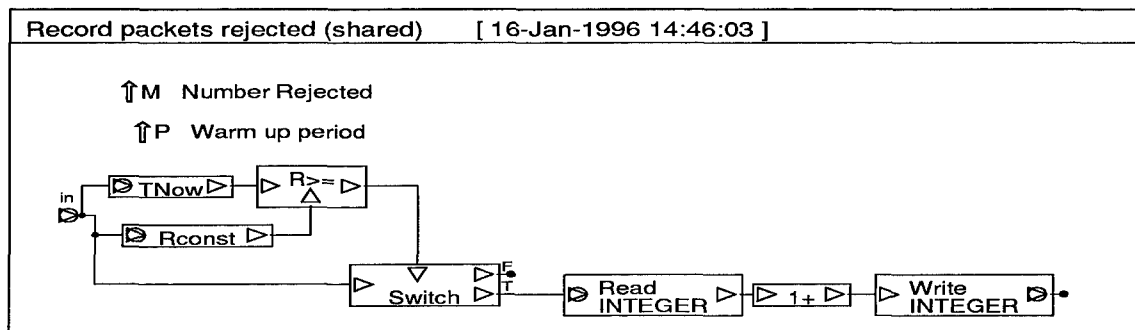 Record packets rejected (shared) [ 16-Jan-1996 14:46:03 ]
⇧M Number Rejected
⇧P Warm up period
in
TNow
R>=
Rconst
Switch
F
T
Read
INTEGER
1+
Write
INTEGER